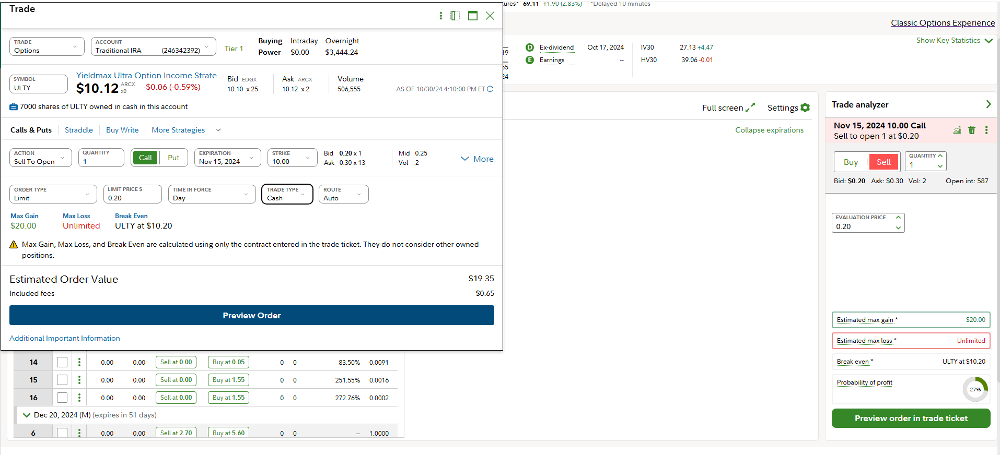 Trade
ures* 69.11 +1.90 (2.83%) *Delayed 10 minutes
Classic Options Experience
TRADE
Options
ACCOUNT
Traditional IRA (246342392)
Tier 1
Buying Power
Intraday
$0.00
Overnight
$3,444.24
Show Key Statistics
19
55
24
D Ex-dividend Oct 17, 2024
E Earnings --
IV30 27.13 +4.47
HV30 39.06 -0.01
SYMBOL
ULTY
Yieldmax Ultra Option Income Strate...
$10.12 ARCX x0 -$0.06 (-0.59%)
Bid EDGX
10.10 x 25
Ask ARCX
10.12 x 2
Volume
506,555
AS OF 10/30/24 4:10:00 PM ET
7000 shares of ULTY owned in cash in this account
Calls & Puts Straddle Buy Write More Strategies
ACTION
Sell To Open
QUANTITY
1
Call Put
EXPIRATION
Nov 15, 2024
STRIKE
10.00
Bid 0.20 x 1
Ask 0.30 x 13
Mid 0.25
Vol 2
More
ORDER TYPE
Limit
LIMIT PRICE $
0.20
TIME IN FORCE
Day
TRADE TYPE
Cash
ROUTE
Auto
Max Gain
$20.00
Max Loss
Unlimited
Break Even
ULTY at $10.20
Max Gain, Max Loss, and Break Even are calculated using only the contract entered in the trade ticket. They do not consider other owned
positions.
Estimated Order Value $19.35
Included fees $0.65
Preview Order
Additional Important Information
14 0.00 0.00 Sell at 0.00 Buy at 0.05 0 0 83.50% 0.0091
15 0.00 0.00 Sell at 0.00 Buy at 1.55 0 0 251.55% 0.0016
16 0.00 0.00 Sell at 0.00 Buy at 1.55 0 0 272.76% 0.0002
Dec 20, 2024 (M) (expires in 51 days)
6 0.00 0.00 Sell at 2.70 Buy at 5.60 0 0 -- 1.0000
Full screen Settings
Collapse expirations
Trade analyzer
Nov 15, 2024 10.00 Call
Sell to open 1 at $0.20
Buy Sell
QUANTITY
1
Bid: $0.20 Ask: $0.30 Vol: 2 Open int: 587
EVALUATION PRICE
0.20
Estimated max gain * $20.00
Estimated max loss * Unlimited
Break even * ULTY at $10.20
Probability of profit 27%
Preview order in trade ticket